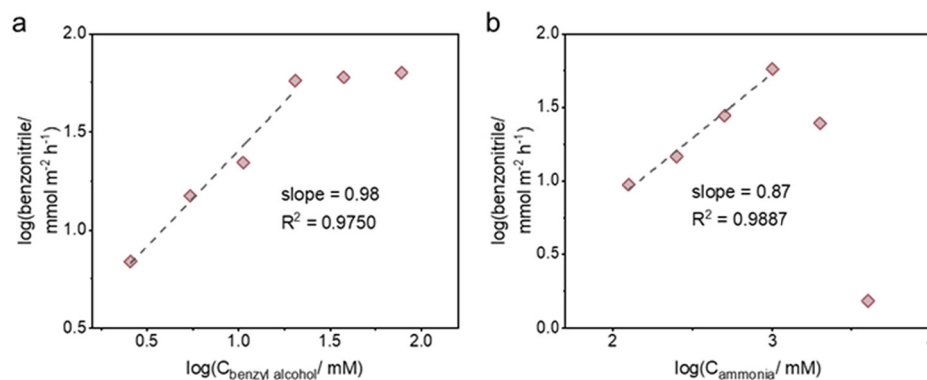 a
2.0
1.5
1.0
0.5
0.5
1.0
1.5
2.0
log(benzonitrile/
mmol m⁻² h⁻¹)
slope = 0.98
R² = 0.9750
log(C_benzyl alcohol/ mM)
b
2.0
1.5
1.0
0.5
0.0
2
3
log(benzonitrile/
mmol m⁻² h⁻¹)
slope = 0.87
R² = 0.9887
log(C_ammonia/ mM)